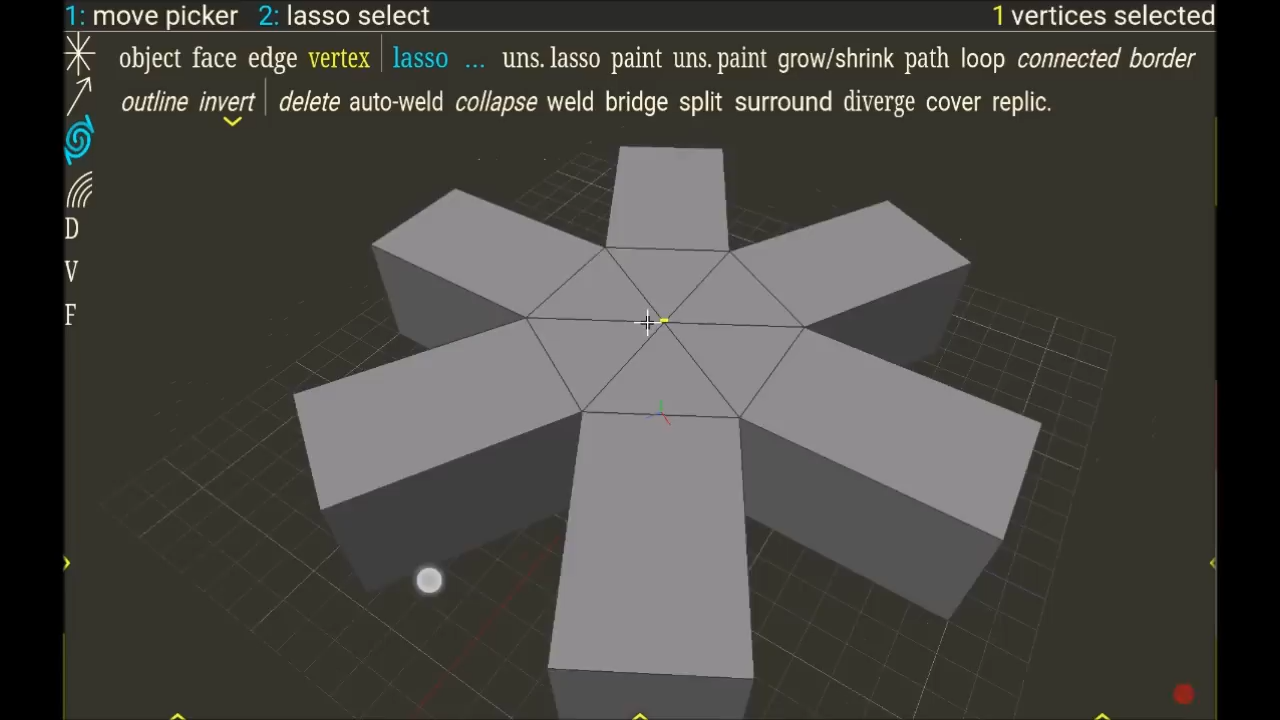 1: move picker 2: lasso select 1 vertices selected
object face edge vertex lasso ... uns. lasso paint uns. paint grow/shrink path loop connected border
outline invert delete auto-weld collapse weld bridge split surround diverge cover replic.
D
V
F